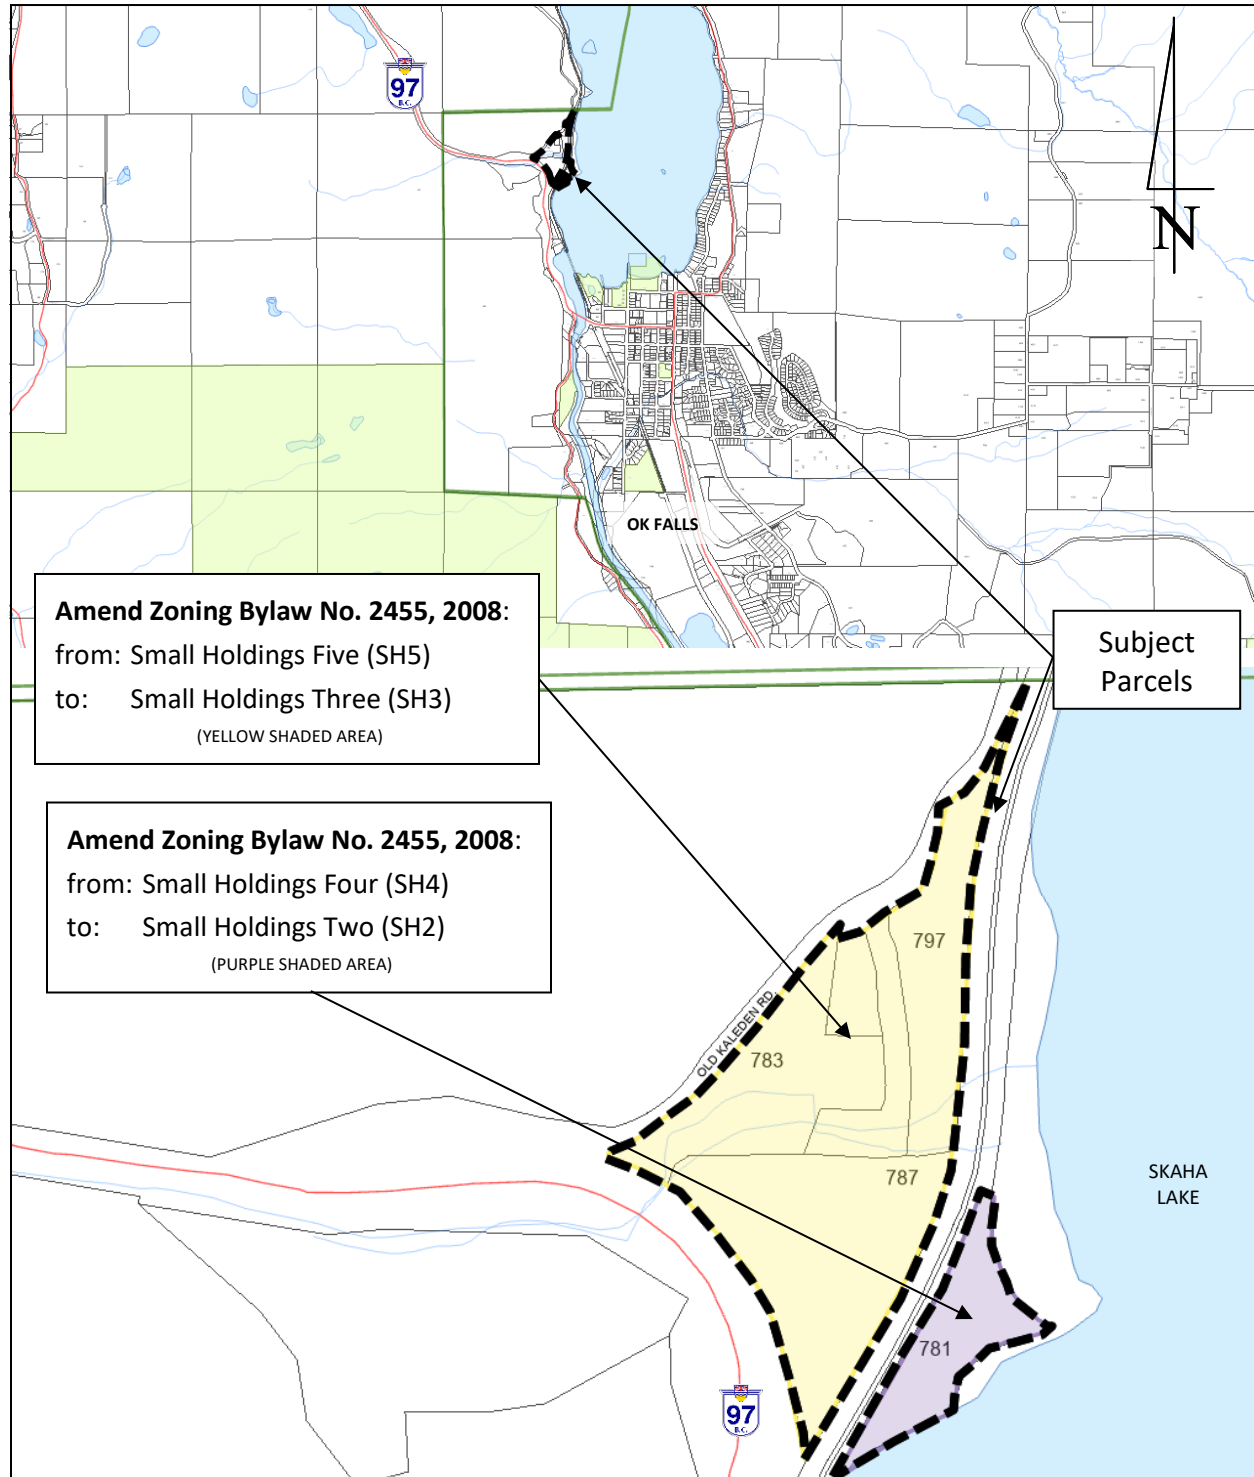 97
B.C.
N
OK FALLS
Amend Zoning Bylaw No. 2455, 2008:
from: Small Holdings Five (SH5)
to: Small Holdings Three (SH3)
(YELLOW SHADED AREA)
Subject
Parcels
Amend Zoning Bylaw No. 2455, 2008:
from: Small Holdings Four (SH4)
to: Small Holdings Two (SH2)
(PURPLE SHADED AREA)
797
OLD KALEDEN RD.
783
787
SKAHA
LAKE
781
97
B.C.